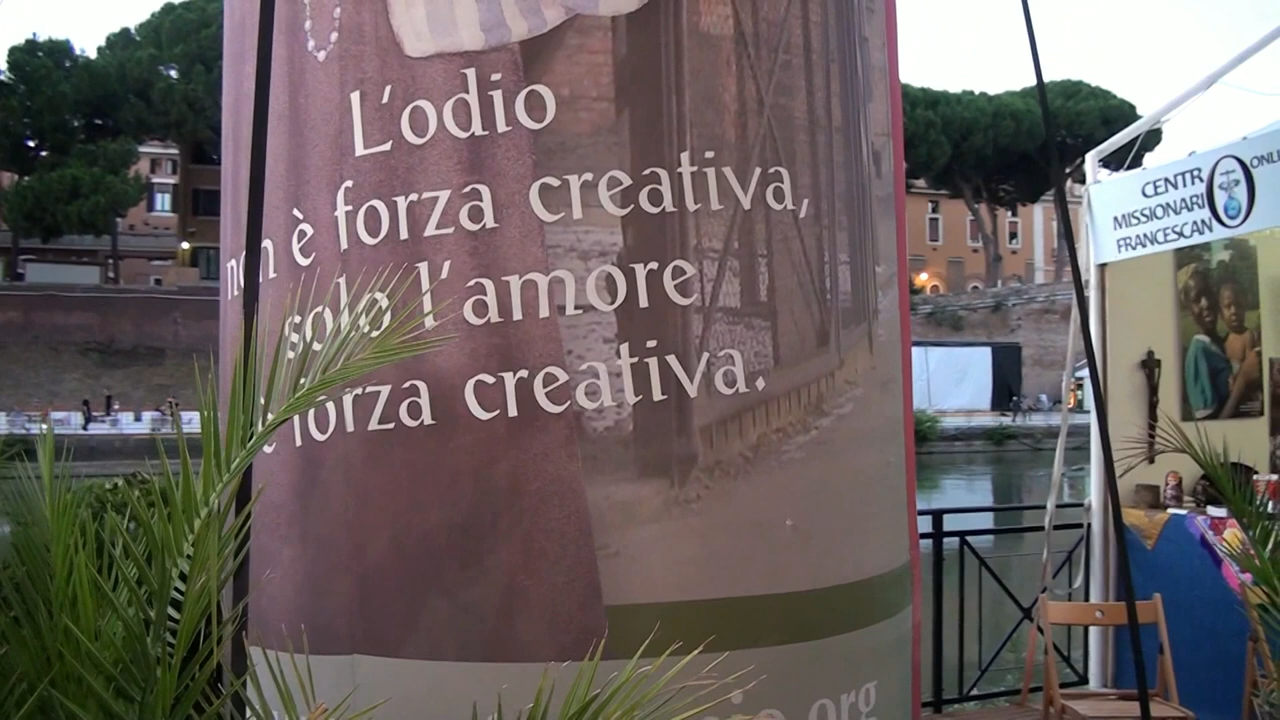 L'odio
non è forza creativa,
solo l'amore
è forza creativa.
org
CENTR
MISSIONARI
FRANCESCAN
ONL